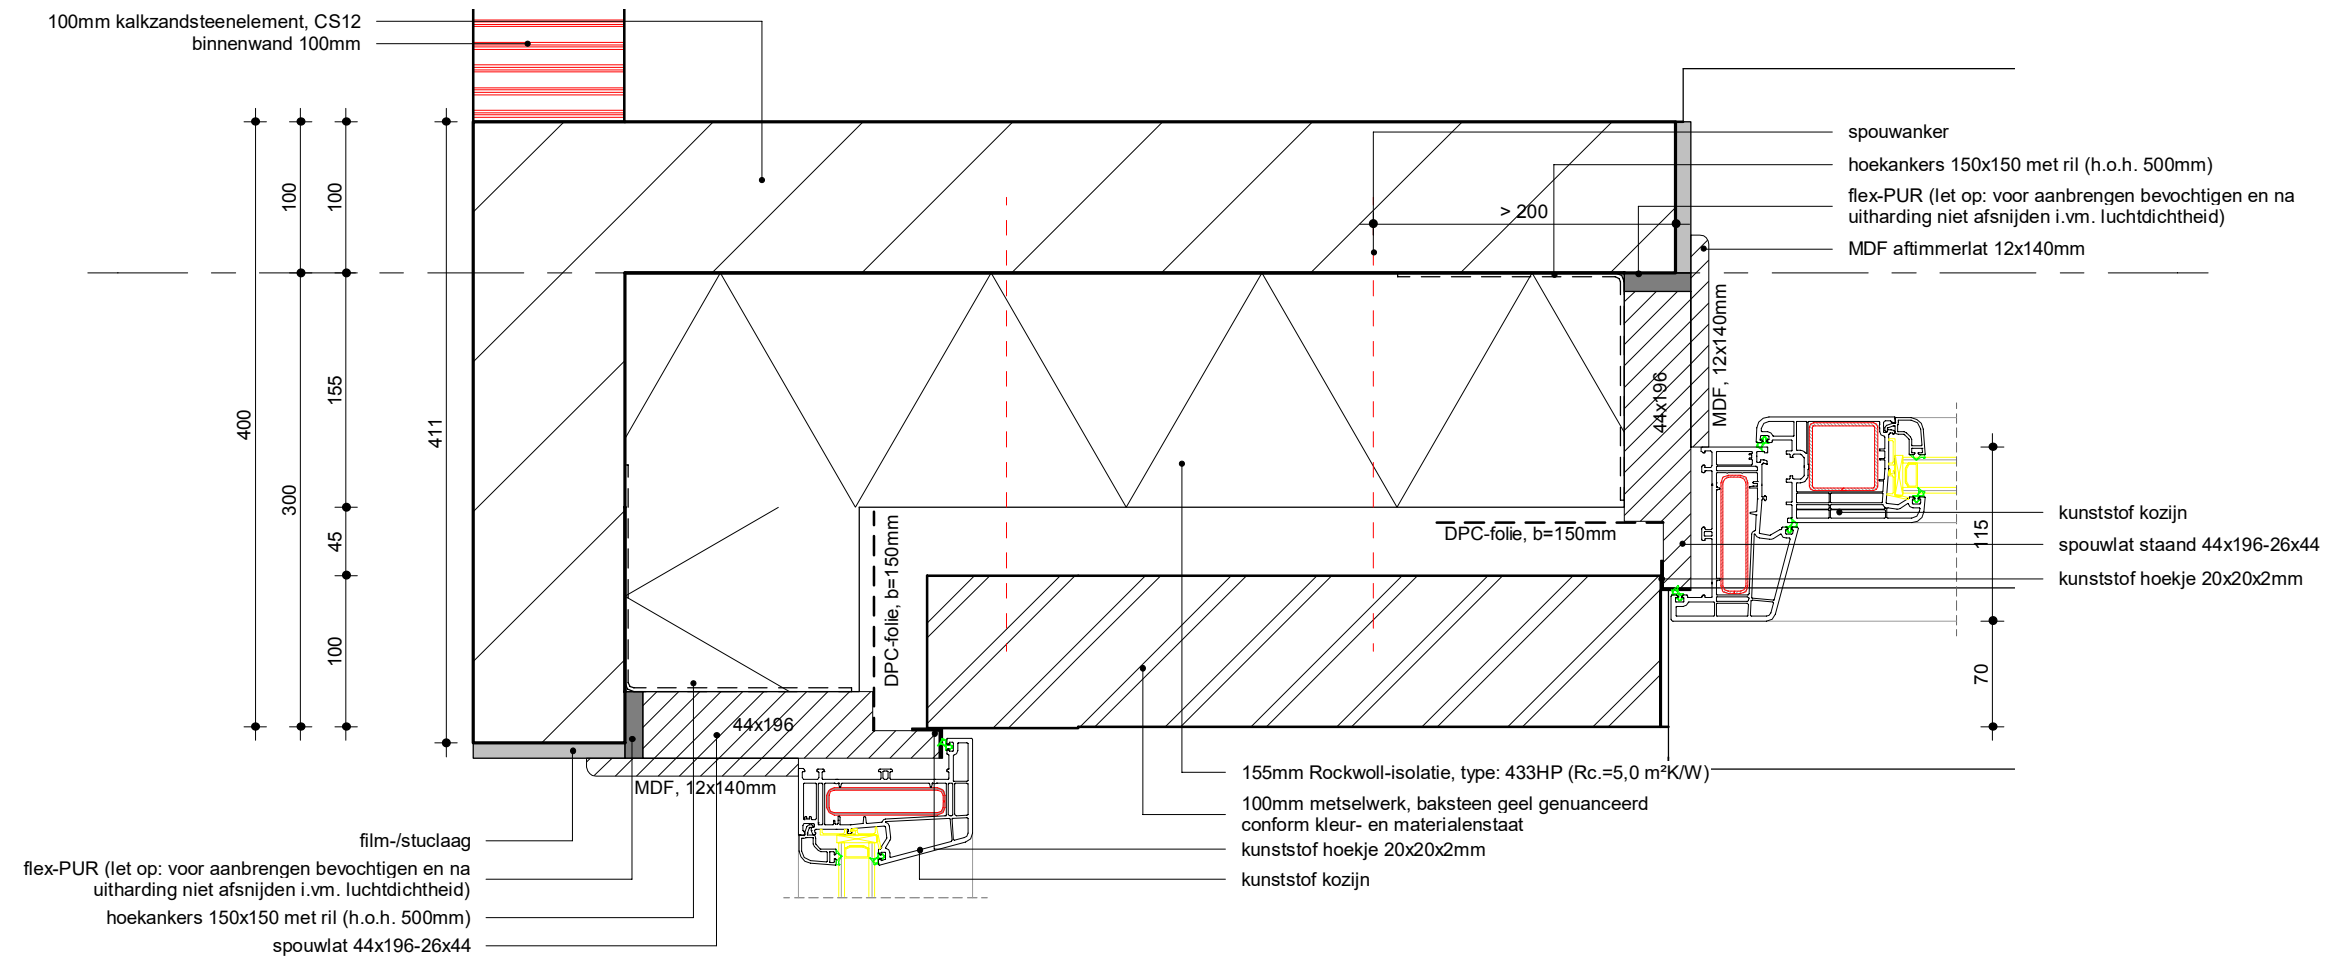 100mm kalkzandsteenelement, CS12
binnenwand 100mm
spouwanker
hoekankers 150x150 met ril (h.o.h. 500mm)
flex-PUR (let op: voor aanbrengen bevochtigen en na
uitharding niet afsnijden i.vm. luchtdichtheid)
MDF aftimmerlat 12x140mm
> 200
100
100
155
400
411
300
45
100
44x196
MDF, 12x140mm
DPC-folie, b=150mm
DPC-folie, b=150mm
115
70
kunststof kozijn
spouwlat staand 44x196-26x44
kunststof hoekje 20x20x2mm
44x196
MDF, 12x140mm
155mm Rockwoll-isolatie, type: 433HP (Rc.=5,0 m²K/W)
100mm metselwerk, baksteen geel genuanceerd
conform kleur- en materialenstaat
kunststof hoekje 20x20x2mm
kunststof kozijn
film-/stuclaag
flex-PUR (let op: voor aanbrengen bevochtigen en na
uitharding niet afsnijden i.vm. luchtdichtheid)
hoekankers 150x150 met ril (h.o.h. 500mm)
spouwlat 44x196-26x44